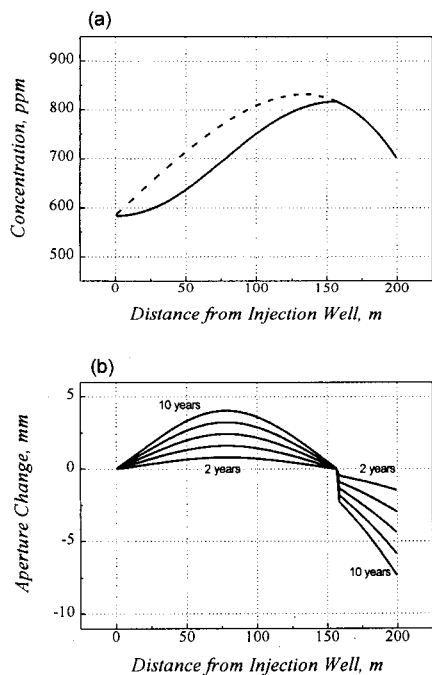 (a)
Concentration, ppm
900
800
700
600
500
0
50
100
150
200
Distance from Injection Well, m
(b)
Aperture Change, mm
5
0
-5
-10
10 years
2 years
2 years
10 years
0
50
100
150
200
Distance from Injection Well, m